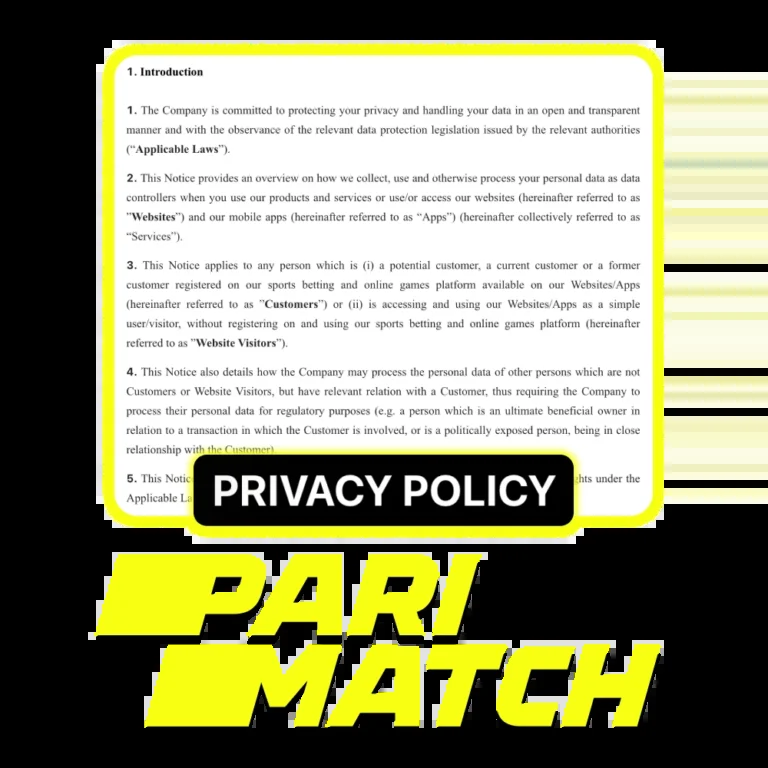 1. Introduction
1. The Company is committed to protecting your privacy and handling your data in an open and transparent
manner and with the observance of the relevant data protection legislation issued by the relevant authorities
(“Applicable Laws”).
2. This Notice provides an overview on how we collect, use and otherwise process your personal data as data
controllers when you use our products and services or use/or access our websites (hereinafter referred to as
”Websites”) and our mobile apps (hereinafter referred to as “Apps”) (hereinafter collectively referred to as
“Services”).
3. This Notice applies to any person which is (i) a potential customer, a current customer or a former
customer registered on our sports betting and online games platform available on our Websites/Apps
(hereinafter referred to as ”Customers”) or (ii) is accessing and using our Websites/Apps as a simple
user/visitor, without registering on and using our sports betting and online games platform (hereinafter
referred to as ”Website Visitors”).
4. This Notice also details how the Company may process the personal data of other persons which are not
Customers or Website Visitors, but have relevant relation with a Customer, thus requiring the Company to
process their personal data for regulatory purposes (e.g. a person which is an ultimate beneficial owner in
relation to a transaction in which the Customer is involved, or is a politically exposed person, being in close
relationship with the Customer).
5. This under the
Applicable
PRIVACY POLICY
PARI
MATCH